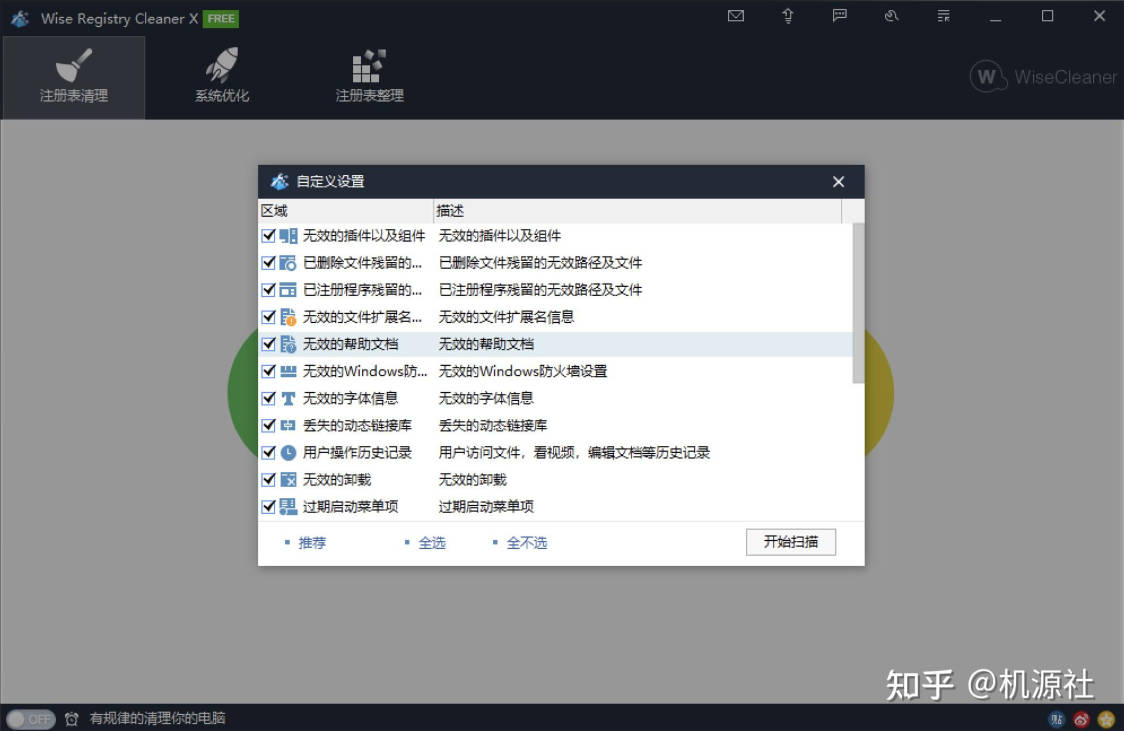 Wise Registry Cleaner X FREE
注册表清理
系统优化
注册表整理
W WiseCleaner
自定义设置
区域 描述
无效的插件以及组件 无效的插件以及组件
已删除文件残留的... 已删除文件残留的无效路径及文件
已注册程序残留的... 已注册程序残留的无效路径及文件
无效的文件扩展名... 无效的文件扩展名信息
无效的帮助文档 无效的帮助文档
无效的Windows防... 无效的Windows防火墙设置
无效的字体信息 无效的字体信息
丢失的动态链接库 丢失的动态链接库
用户操作历史记录 用户访问文件，看视频，编辑文档等历史记录
无效的卸载 无效的卸载
过期启动菜单项 过期启动菜单项
推荐 全选 全不选 开始扫描
知乎 @机源社
OFF 有规律的清理你的电脑 贴